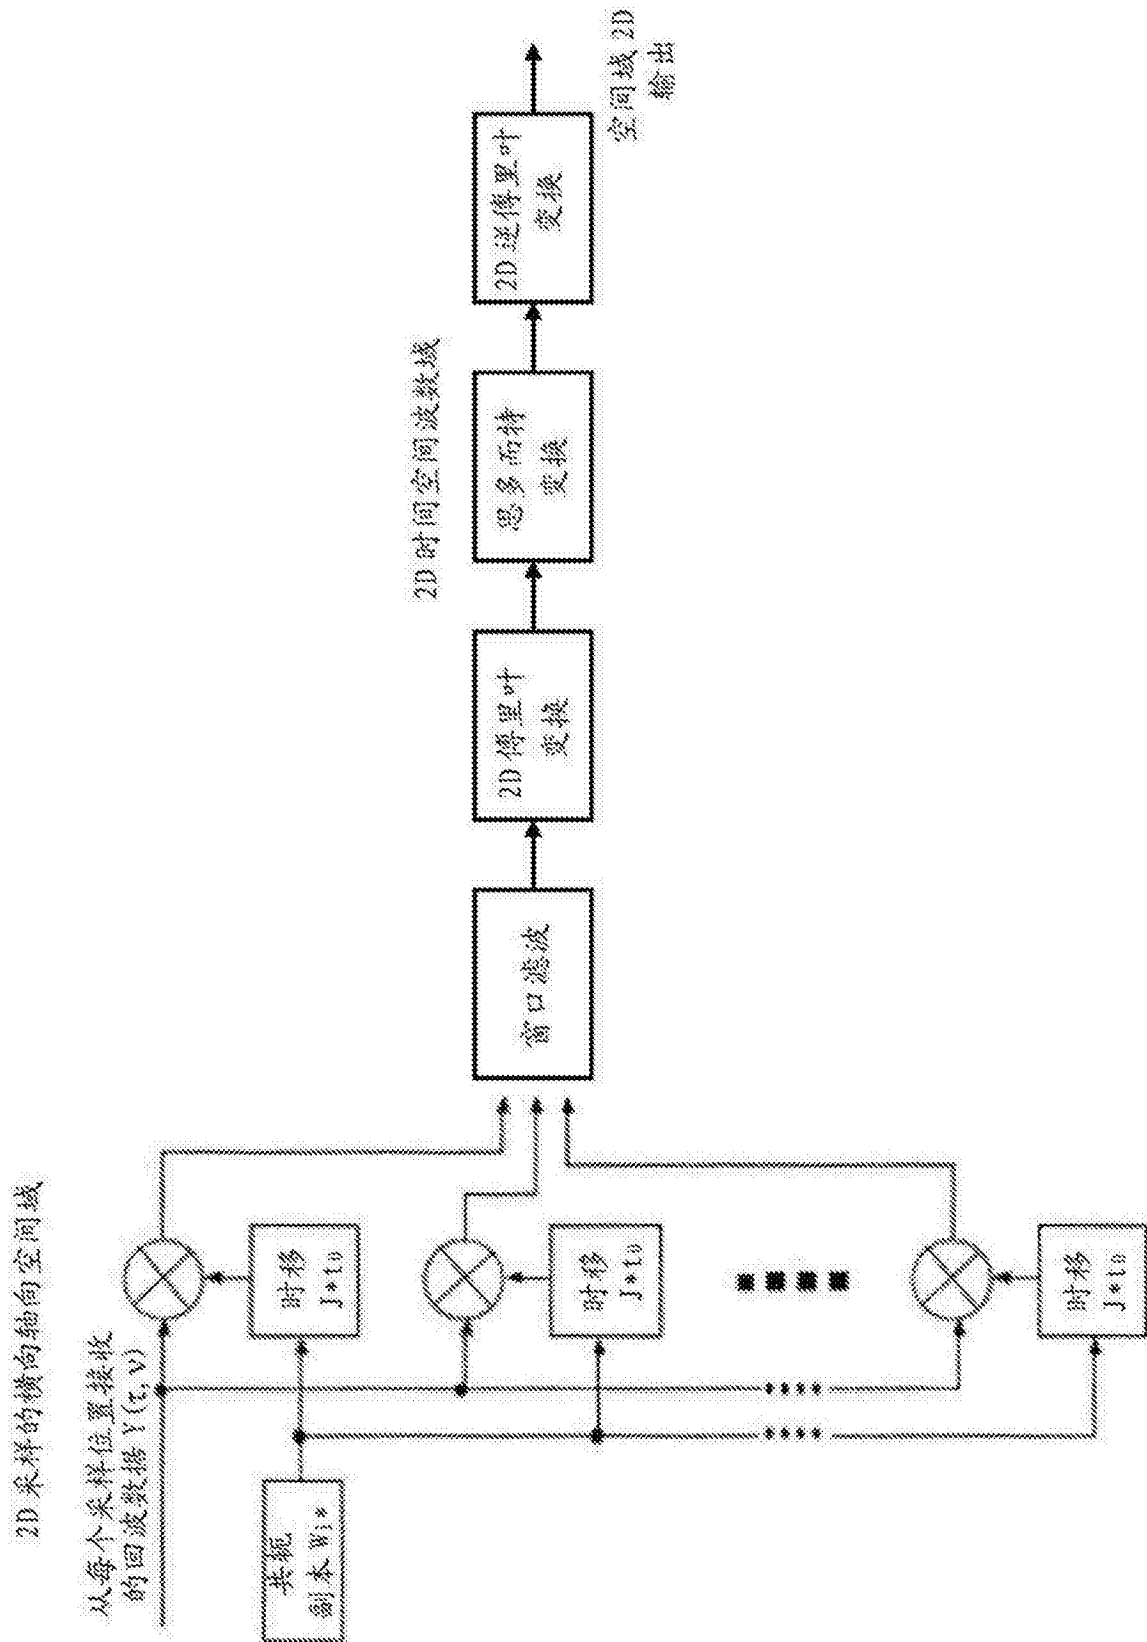 2D 采样的横向轴向空间域
从每个采样位置接收
的回波数据 Y(τ, ν)
共轭
副本 W1*
时移
J*t₀
时移
J*t₀
时移
J*t₀
窗口滤波
2D 傅里叶
变换
2D 时间空间波数域
思多而特
变换
2D 逆傅里叶
变换
空间域 2D
输出